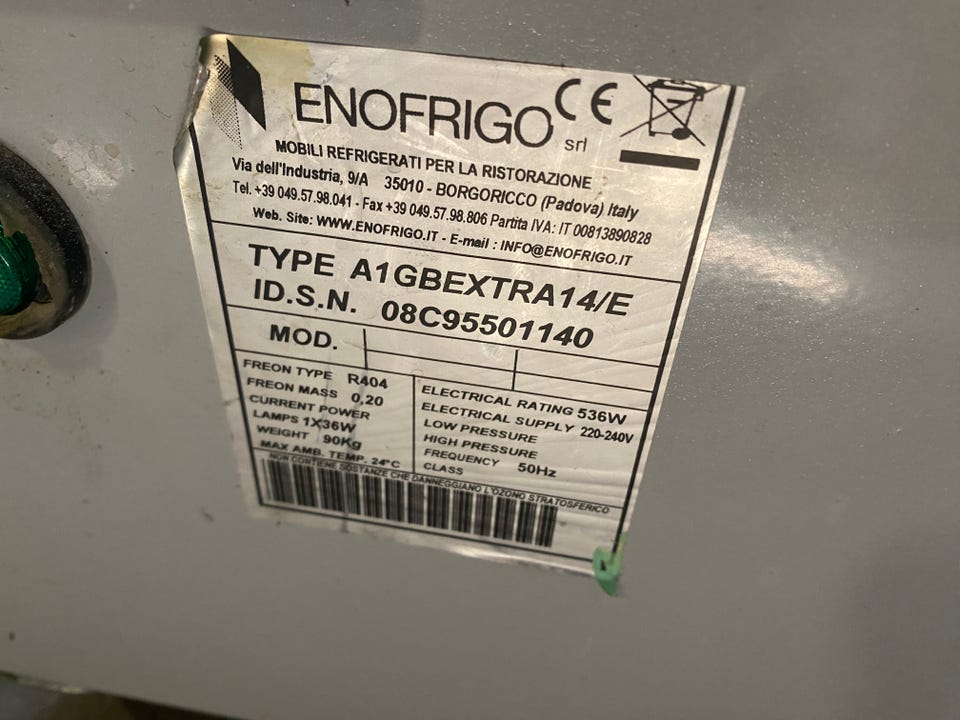 ENOFRIGO srl CE
MOBILI REFRIGERATI PER LA RISTORAZIONE
Via dell'Industria, 9/A 35010 - BORGORICCO (Padova) Italy
Tel. +39 049.57.98.041 - Fax +39 049.57.98.806 Partita IVA: IT 00813890828
Web. Site: WWW.ENOFRIGO.IT - E-mail : INFO@ENOFRIGO.IT
TYPE A1GBEXTRA14/E
ID.S.N. 08C95501140
MOD.
FREON TYPE R404
FREON MASS 0,20
CURRENT POWER
LAMPS 1X36W
WEIGHT 90Kg
MAX AMB. TEMP. 24°C
ELECTRICAL RATING 536W
ELECTRICAL SUPPLY 220-240V
LOW PRESSURE
HIGH PRESSURE
FREQUENCY 50Hz
CLASS
NON CONTIENE SOSTANZE CHE DANNEGGIANO L'OZONO STRATOSFERICO